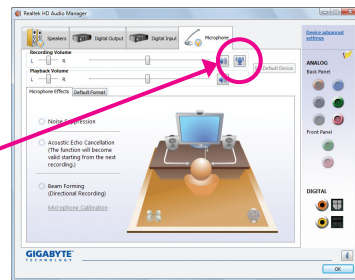 Realtek HD Audio Manager
Speakers
Digital Output
Digital Input
Microphone
Device advanced
settings
Recording Volume
L
R
Set Default Device
Playback Volume
L
R
Microphone Effects
Default Format
Noise Suppression
Acoustic Echo Cancellation
(The function will become
valid starting from the next
recording.)
Beam Forming
(Directional Recording)
Microphone Calibration
ANALOG
Back Panel
Front Panel
DIGITAL
GIGABYTE
TECHNOLOGY
i
OK